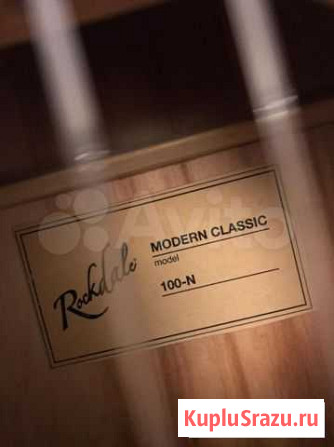 Rockdale
MODERN CLASSIC
model
100-N
Avito
KupluSrazu.ru